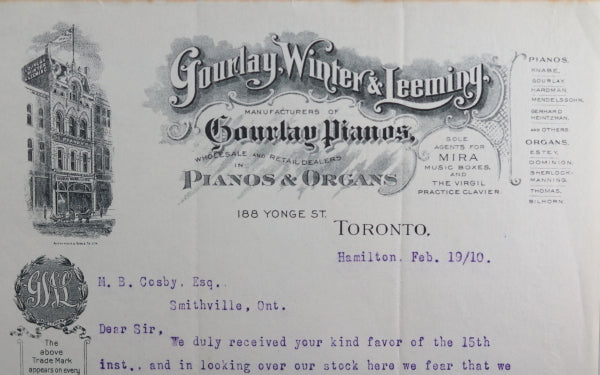 Gourlay, Winter & Leeming,
MANUFACTURERS OF
Gourlay Pianos,
WHOLESALE AND RETAIL DEALERS
IN
PIANOS & ORGANS
188 YONGE ST.
TORONTO,
SOLE
AGENTS FOR
MIRA
MUSIC BOXES,
AND
THE VIRGIL
PRACTICE CLAVIER.
PIANOS,
KNABE,
GOURLAY,
HARDMAN,
MENDELSSOHN,
GERHARD
HEINTZMAN,
AND OTHERS.
ORGANS,
ESTEY,
DOMINION,
SHERLOCK-
MANNING,
THOMAS,
BILHORN.
Hamilton. Feb. 19/10.
GW&L
The
above
Trade Mark
appears on every
M. B. Cosby. Esq..
Smithville, Ont.
Dear Sir,
We duly received your kind favor of the 15th
inst., and in looking over our stock here we fear that we